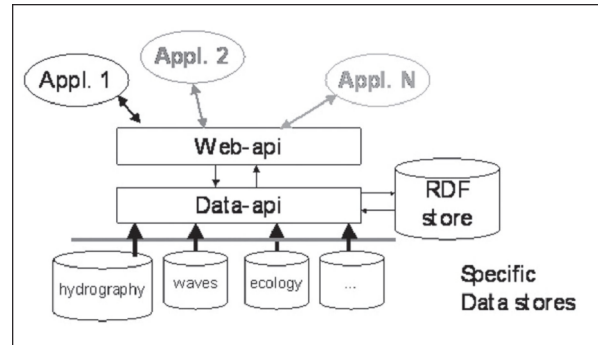 Appl. 1
Appl. 2
Appl. N
Web-api
Data-api
RDF
store
hydrography
waves
ecology
...
Specific
Data stores